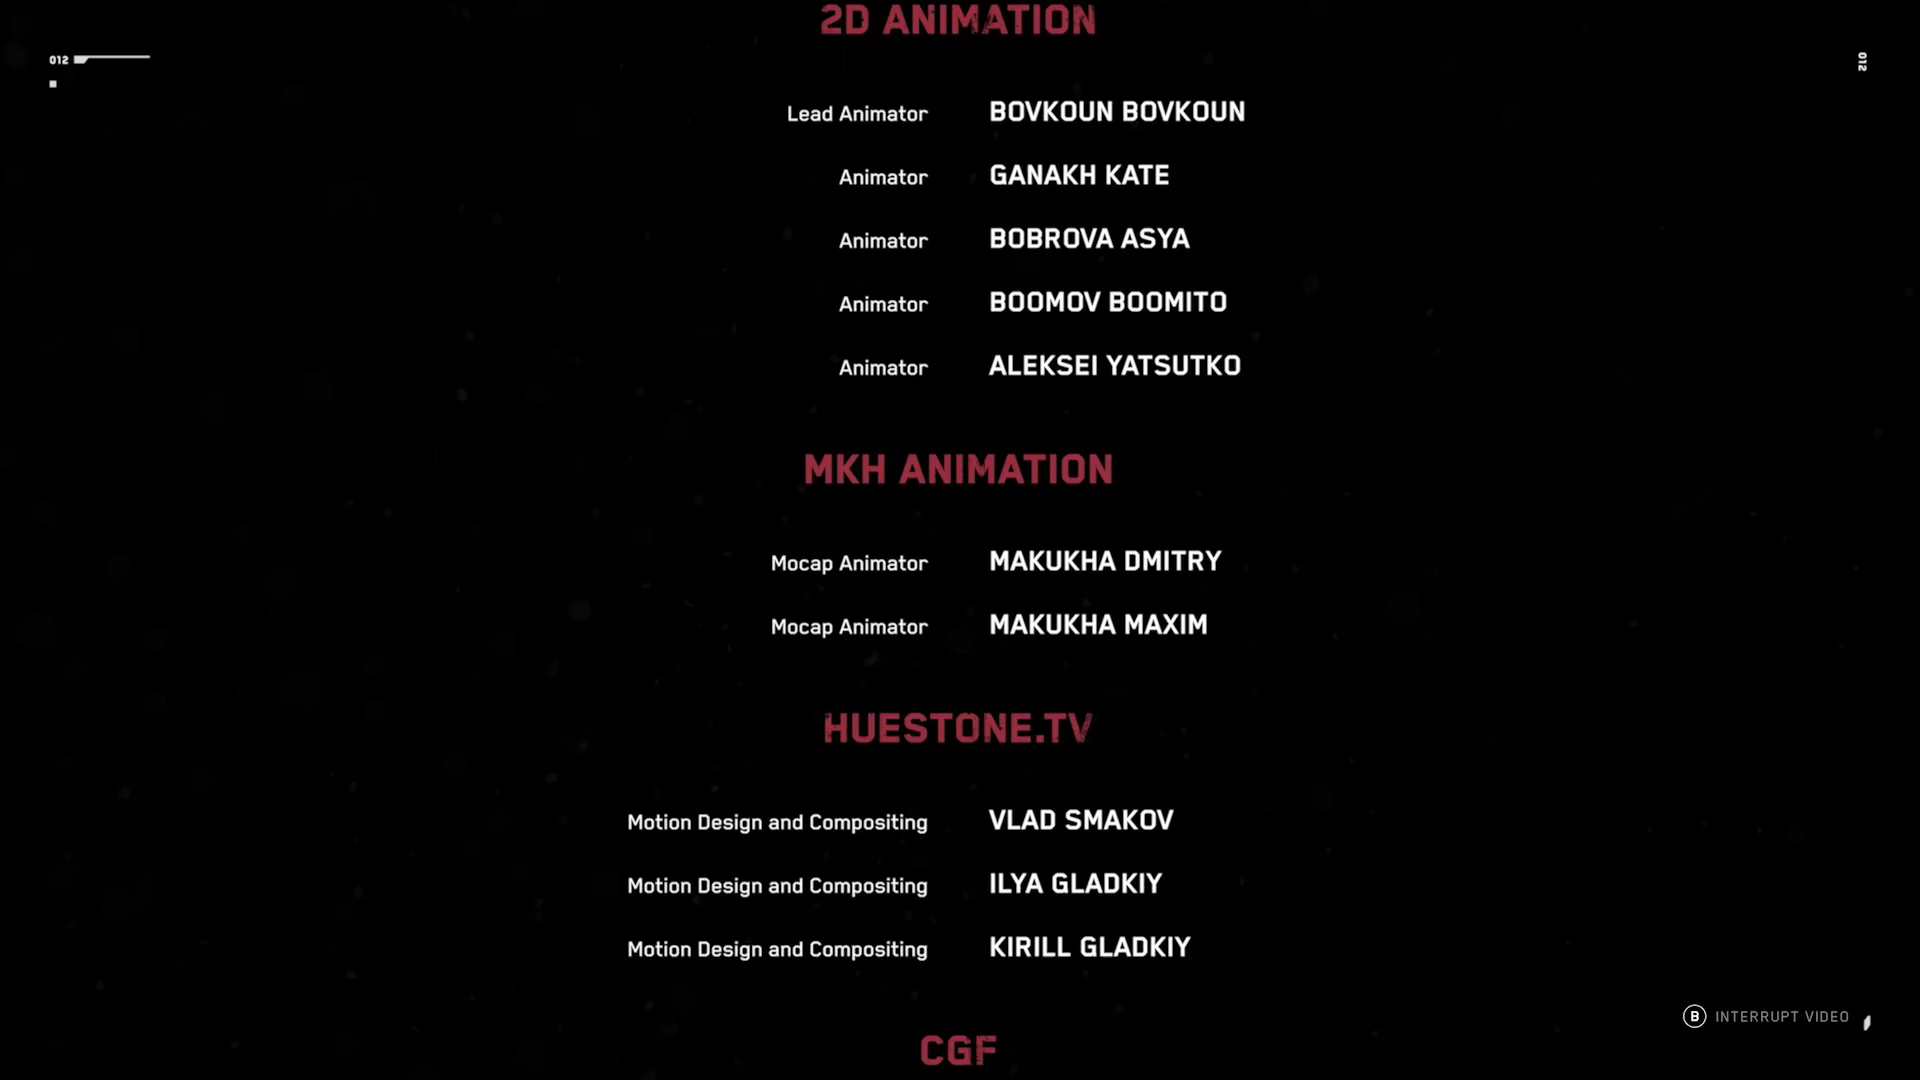 2D ANIMATION
012
012
Lead Animator BOVKOUN BOVKOUN
Animator GANAKH KATE
Animator BOBROVA ASYA
Animator BOOMOV BOOMITO
Animator ALEKSEI YATSUTKO
MKH ANIMATION
Mocap Animator MAKUKHA DMITRY
Mocap Animator MAKUKHA MAXIM
HUESTONE.TV
Motion Design and Compositing VLAD SMAKOV
Motion Design and Compositing ILYA GLADKIY
Motion Design and Compositing KIRILL GLADKIY
B INTERRUPT VIDEO
CGF